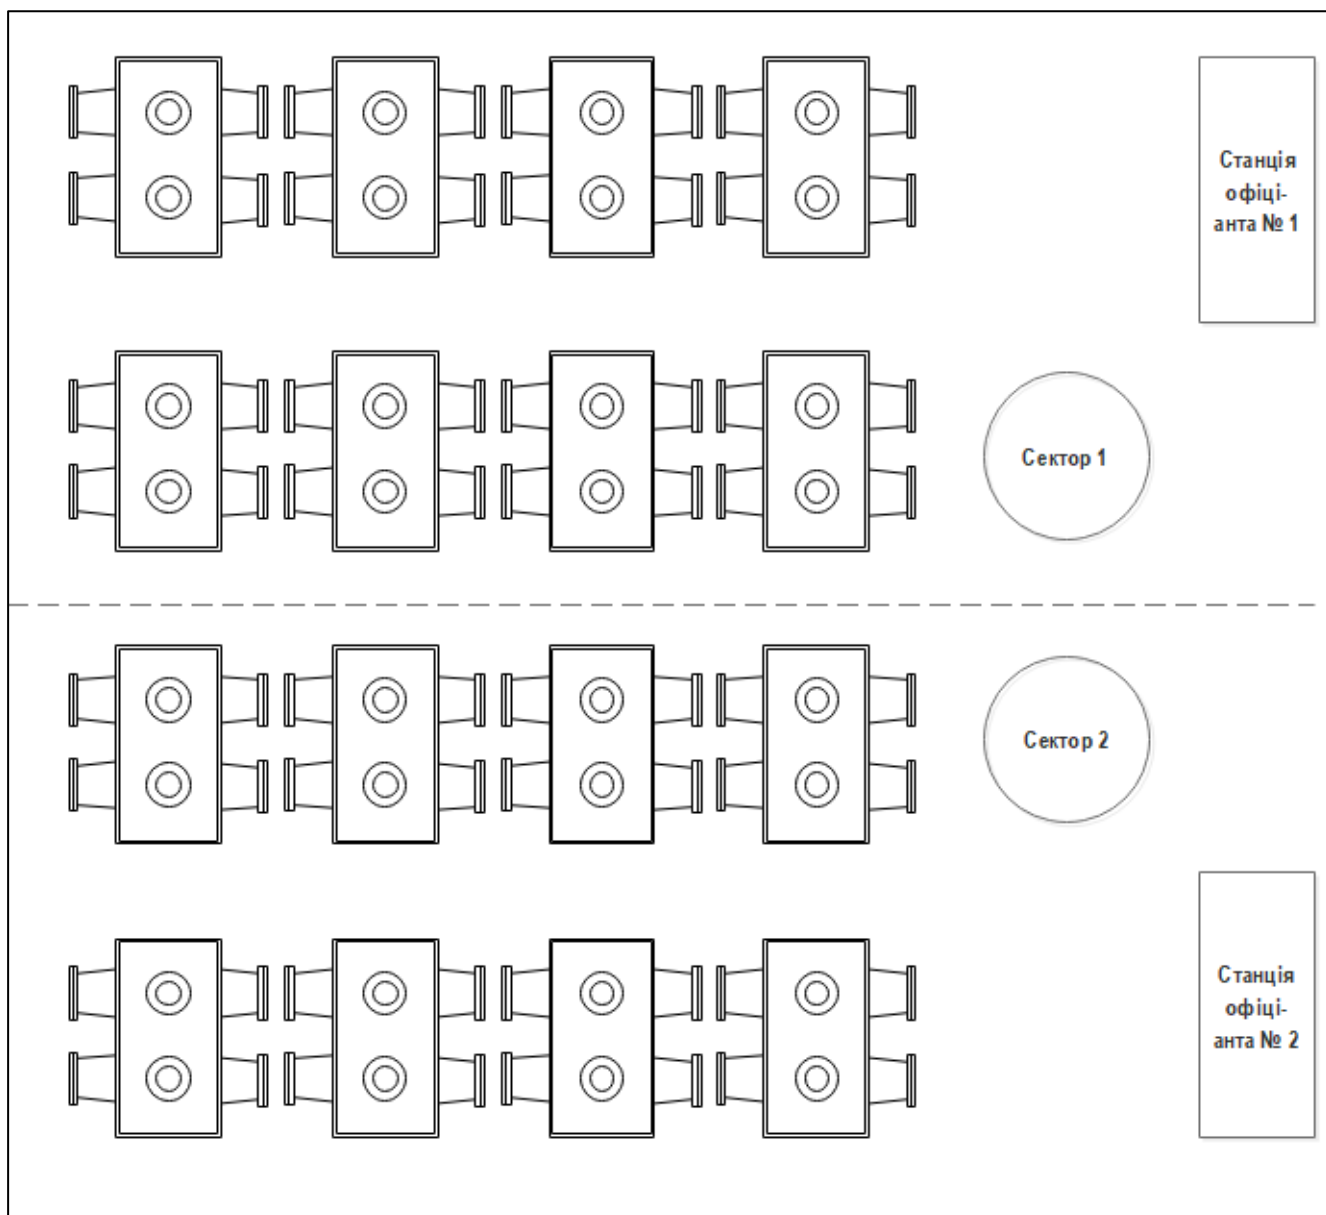 Станція
офіці-
анта № 1
Сектор 1
Сектор 2
Станція
офіці-
анта № 2